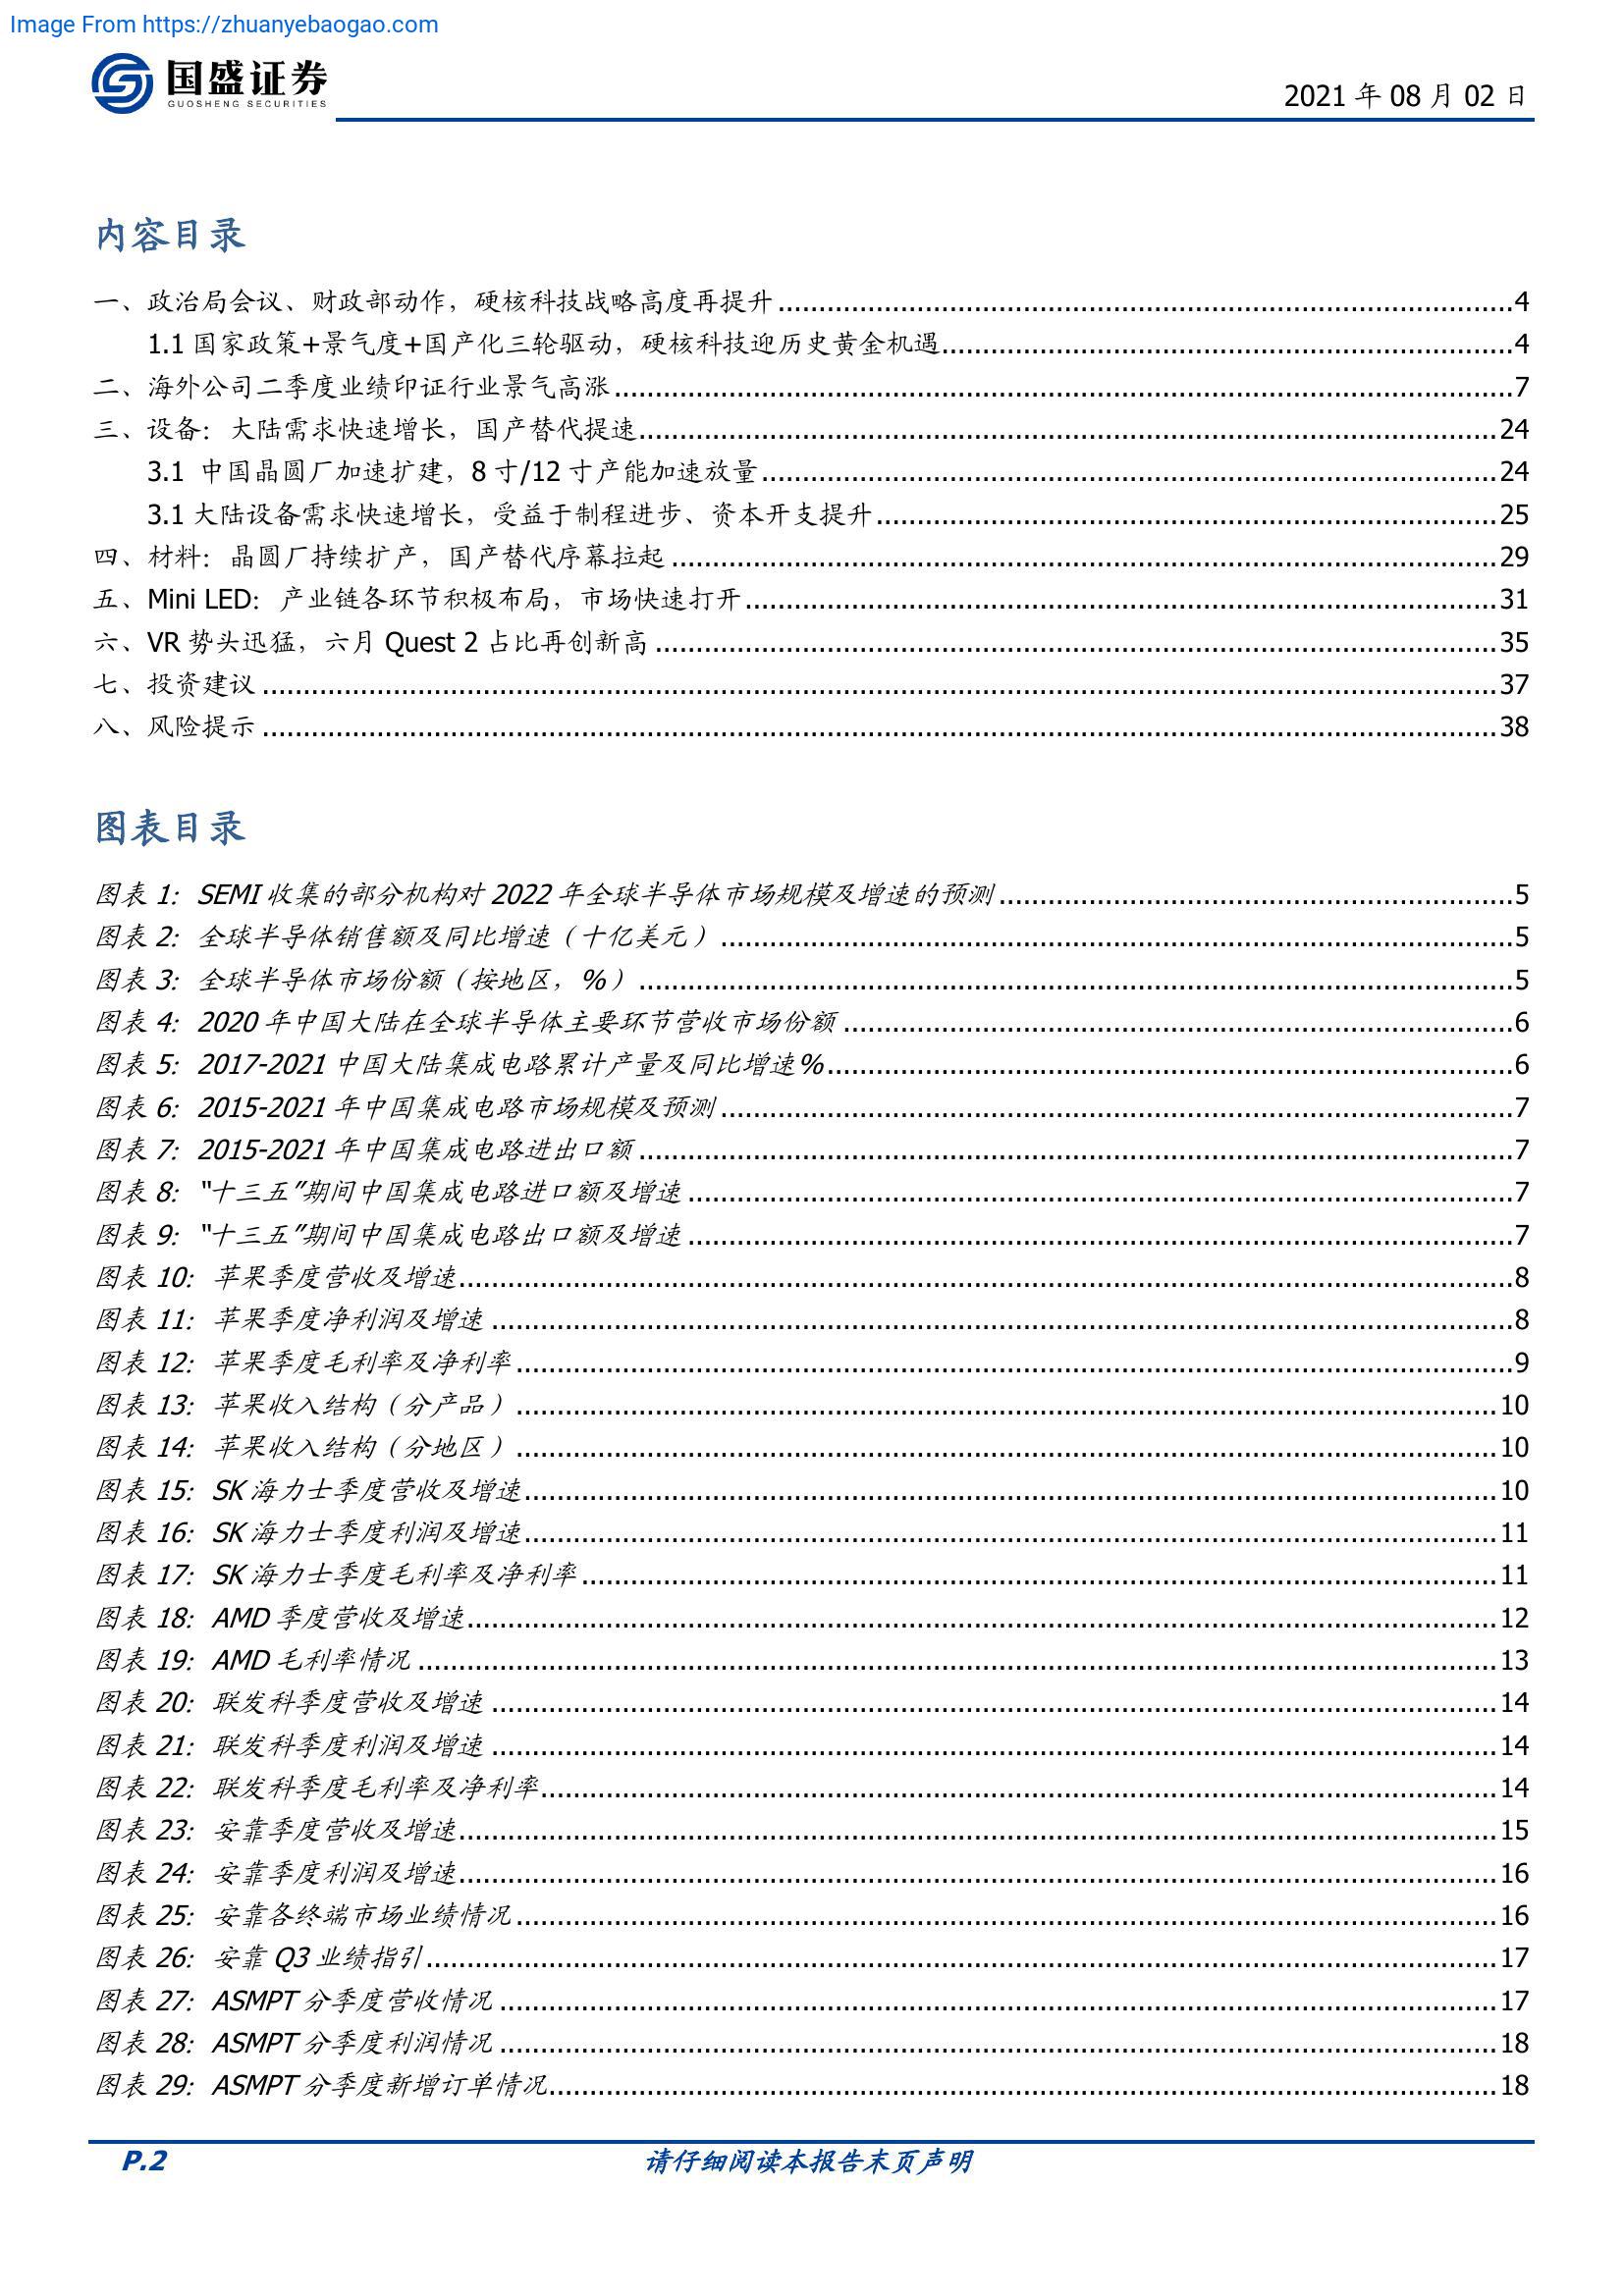 Image From https://zhuanyebaogao.com
国盛证券
GUOSHENG SECURITIES
2021 年 08 月 02 日
内容目录
一、政治局会议、财政部动作，硬核科技战略高度再提升 4
1.1 国家政策+景气度+国产化三轮驱动，硬核科技迎历史黄金机遇 4
二、海外公司二季度业绩印证行业景气高涨 7
三、设备：大陆需求快速增长，国产替代提速 24
3.1 中国晶圆厂加速扩建，8 寸/12 寸产能加速放量 24
3.1 大陆设备需求快速增长，受益于制程进步、资本开支提升 25
四、材料：晶圆厂持续扩产，国产替代序幕拉起 29
五、Mini LED：产业链各环节积极布局，市场快速打开 31
六、VR 势头迅猛，六月 Quest 2 占比再创新高 35
七、投资建议 37
八、风险提示 38
图表目录
图表 1：SEMI 收集的部分机构对 2022 年全球半导体市场规模及增速的预测 5
图表 2：全球半导体销售额及同比增速（十亿美元） 5
图表 3：全球半导体市场份额（按地区，%） 5
图表 4：2020 年中国大陆在全球半导体主要环节营收市场份额 6
图表 5：2017-2021 中国大陆集成电路累计产量及同比增速% 6
图表 6：2015-2021 年中国集成电路市场规模及预测 7
图表 7：2015-2021 年中国集成电路进出口额 7
图表 8：“十三五”期间中国集成电路进口额及增速 7
图表 9：“十三五”期间中国集成电路出口额及增速 7
图表 10：苹果季度营收及增速 8
图表 11：苹果季度净利润及增速 8
图表 12：苹果季度毛利率及净利率 9
图表 13：苹果收入结构（分产品） 10
图表 14：苹果收入结构（分地区） 10
图表 15：SK 海力士季度营收及增速 10
图表 16：SK 海力士季度利润及增速 11
图表 17：SK 海力士季度毛利率及净利率 11
图表 18：AMD 季度营收及增速 12
图表 19：AMD 毛利率情况 13
图表 20：联发科季度营收及增速 14
图表 21：联发科季度利润及增速 14
图表 22：联发科季度毛利率及净利率 14
图表 23：安靠季度营收及增速 15
图表 24：安靠季度利润及增速 16
图表 25：安靠各终端市场业绩情况 16
图表 26：安靠 Q3 业绩指引 17
图表 27：ASMPT 分季度营收情况 17
图表 28：ASMPT 分季度利润情况 18
图表 29：ASMPT 分季度新增订单情况 18
P.2
请仔细阅读本报告末页声明